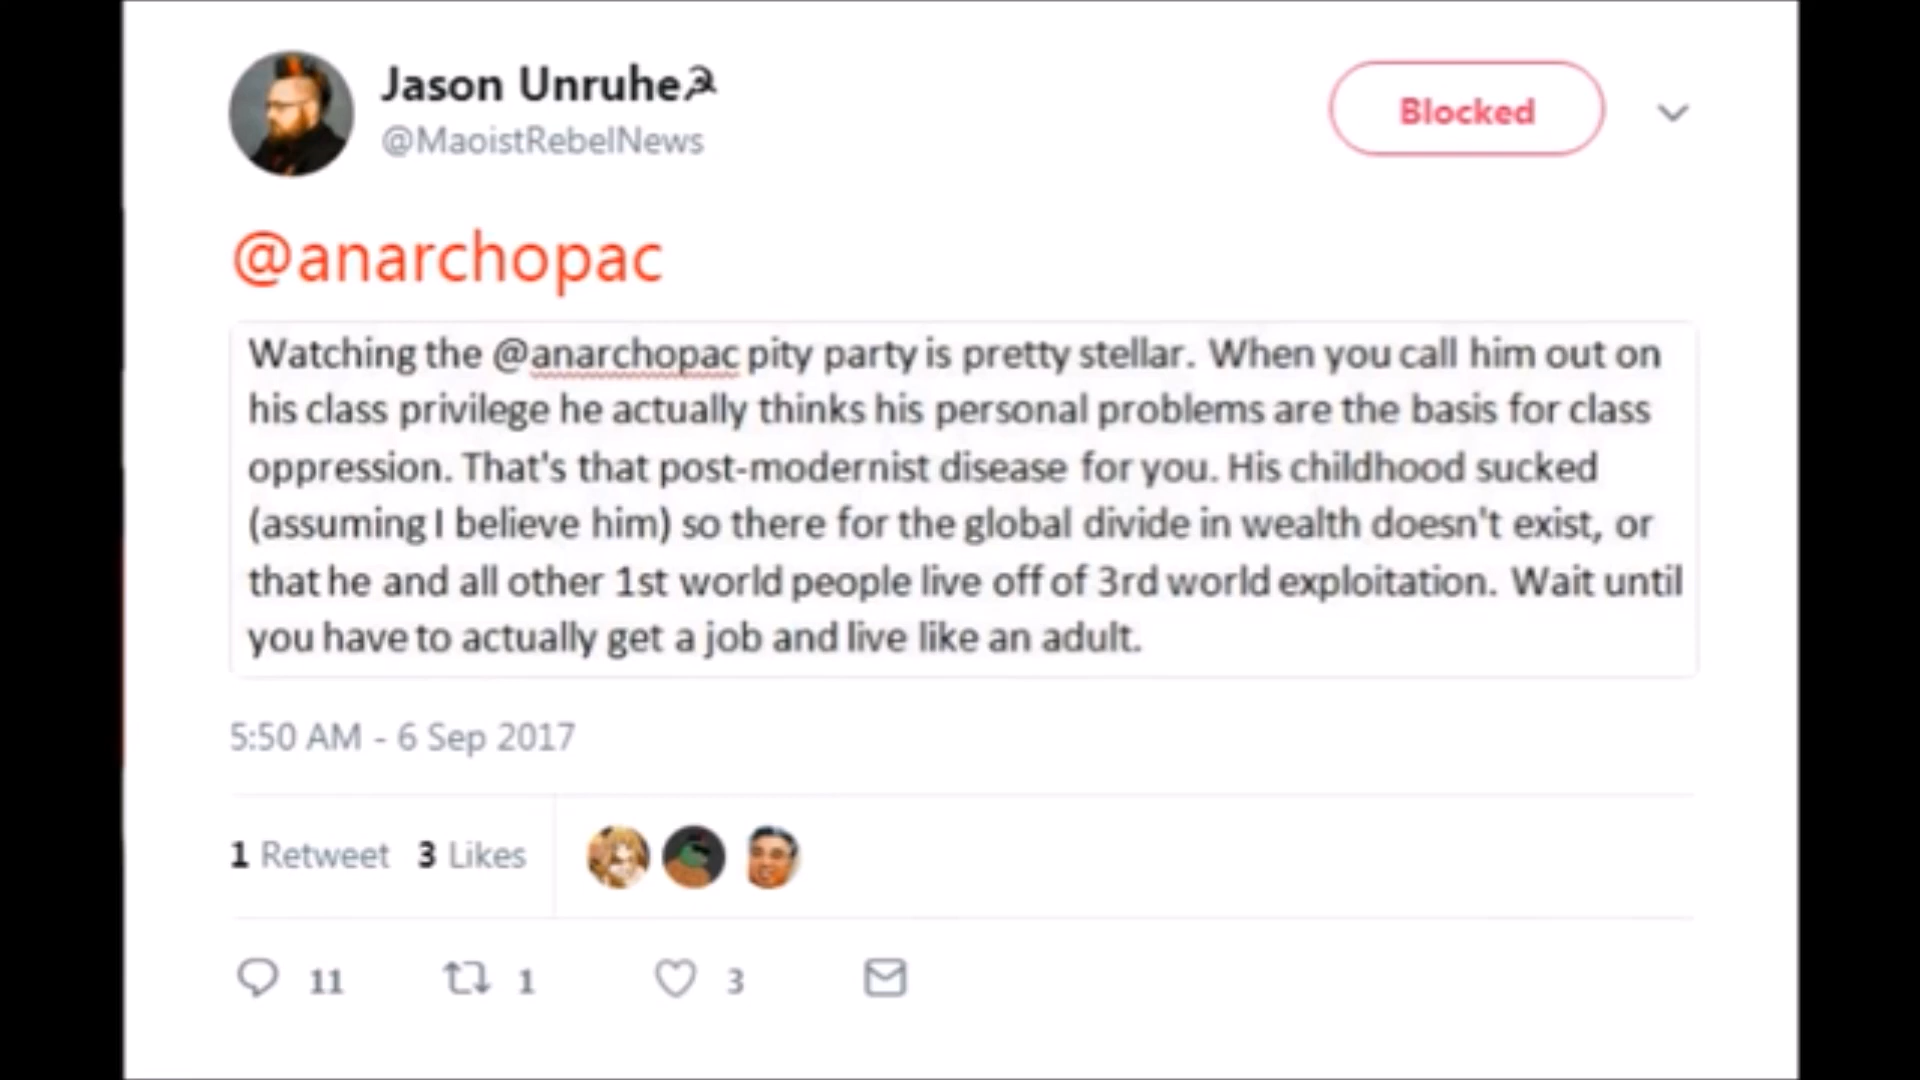 Jason Unruhe☭
@MaoistRebelNews
Blocked
@anarchopac
Watching the @anarchopac pity party is pretty stellar. When you call him out on
his class privilege he actually thinks his personal problems are the basis for class
oppression. That's that post-modernist disease for you. His childhood sucked
(assuming I believe him) so there for the global divide in wealth doesn't exist, or
that he and all other 1st world people live off of 3rd world exploitation. Wait until
you have to actually get a job and live like an adult.
5:50 AM - 6 Sep 2017
1 Retweet 3 Likes
11 1 3